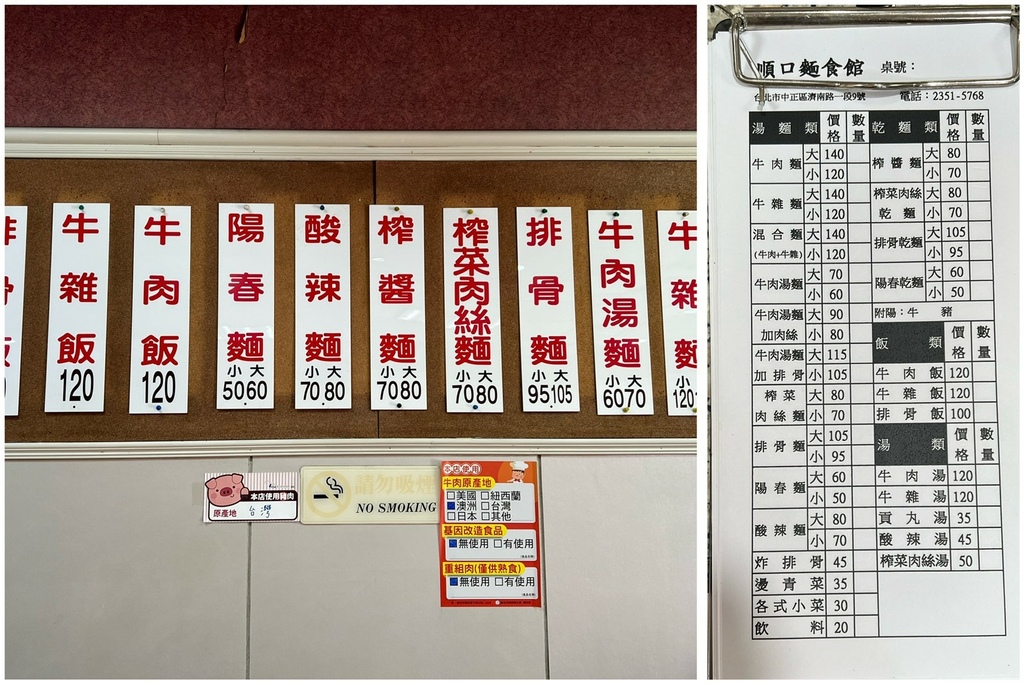 牛雜飯
120
牛肉飯
120
陽春麵
小 大
50 60
酸辣麵
小 大
70 80
榨醬麵
小 大
70 80
榨菜肉絲麵
小 大
70 80
排骨麵
小 大
95 105
牛肉湯麵
小 大
60 70
本店使用豬肉
原產地 台灣
請勿吸煙
NO SMOKING
本店使用
牛肉原產地
□美國 □紐西蘭
■澳洲 □台灣
□日本 □其他
基因改造食品
■無使用 □有使用
重組肉(僅供熟食)
■無使用 □有使用
順口麵食館 桌號：
台北市中正區濟南路一段9號 電話：2351-5768
湯麵類 價格 數量
牛肉麵 大 140
小 120
牛雜麵 大 140
小 120
混合麵 大 140
(牛肉+牛雜) 小 120
牛肉湯麵 大 70
小 60
牛肉湯麵 大 90
加肉絲 小 80
牛肉湯麵 大 115
加排骨 小 105
榨菜 大 80
肉絲麵 小 70
排骨麵 大 105
小 95
陽春麵 大 60
小 50
酸辣麵 大 80
小 70
炸排骨 45
燙青菜 35
各式小菜 30
飲料 20
乾麵類 價格 數量
榨醬麵 大 80
小 70
榨菜肉絲 大 80
乾麵 小 70
排骨乾麵 大 105
小 95
陽春乾麵 大 60
小 50
附湯：牛 豬
飯類 價格 數量
牛肉飯 120
牛雜飯 120
排骨飯 100
湯類 價格 數量
牛肉湯 120
牛雜湯 120
貢丸湯 35
酸辣湯 45
榨菜肉絲湯 50